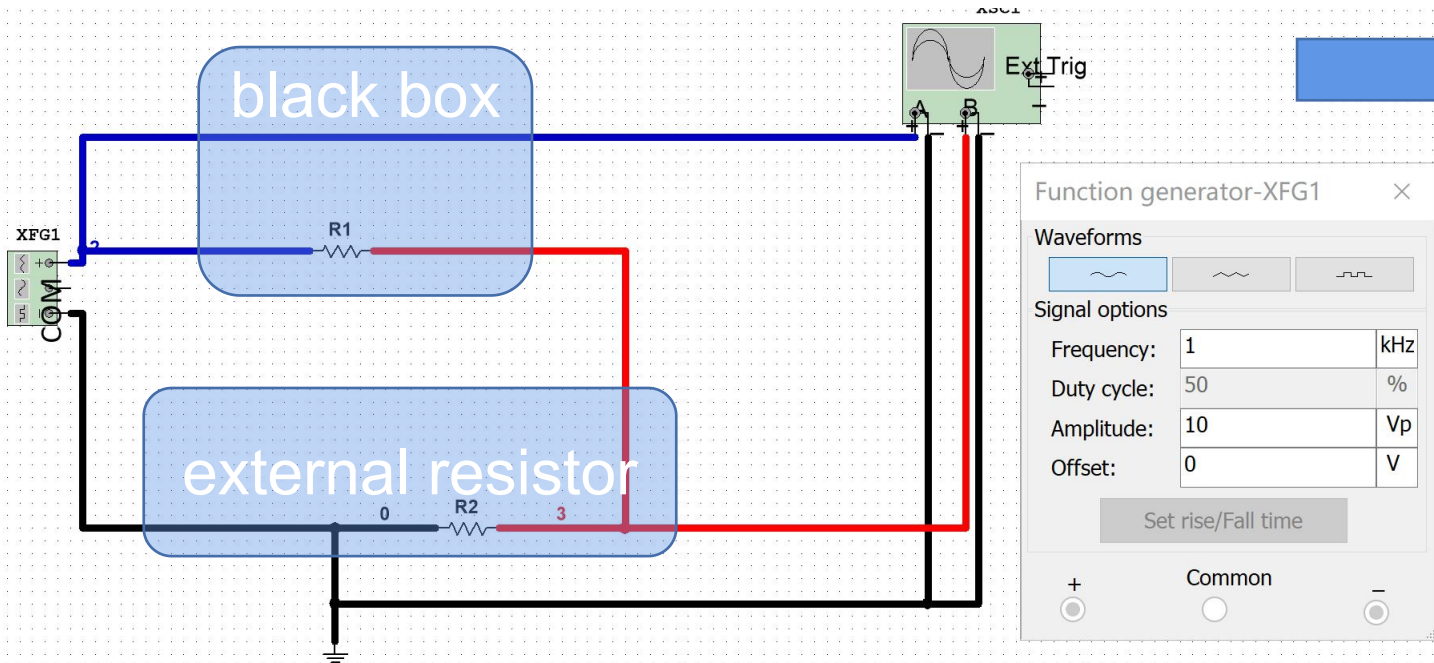 XSC1
black box
Ext Trig
+
A B
+ _ + _
Function generator-XFG1 ×
Waveforms
R1
XFG1
2
+
COM
Signal options
Frequency: 1 kHz
Duty cycle: 50 %
Amplitude: 10 Vp
Offset: 0 V
external resistor
0 R2 3
Set rise/Fall time
+ Common −